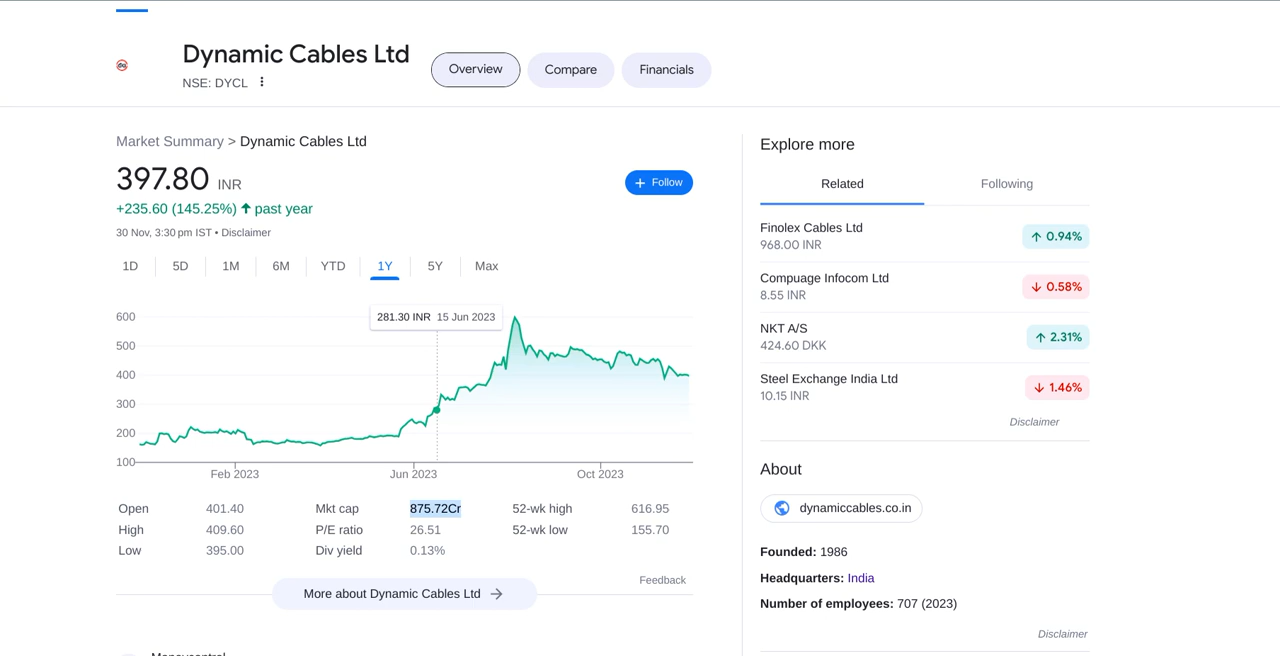 Dynamic Cables Ltd
NSE: DYCL
Overview
Compare
Financials
Market Summary > Dynamic Cables Ltd
397.80 INR
+ Follow
+235.60 (145.25%) ↑ past year
30 Nov, 3:30 pm IST • Disclaimer
1D 5D 1M 6M YTD 1Y 5Y Max
281.30 INR 15 Jun 2023
600
500
400
300
200
100
Feb 2023 Jun 2023 Oct 2023
Open 401.40 Mkt cap 875.72Cr 52-wk high 616.95
High 409.60 P/E ratio 26.51 52-wk low 155.70
Low 395.00 Div yield 0.13%
Feedback
More about Dynamic Cables Ltd →
Explore more
Related Following
Finolex Cables Ltd
968.00 INR
↑ 0.94%
Compuage Infocom Ltd
8.55 INR
↓ 0.58%
NKT A/S
424.60 DKK
↑ 2.31%
Steel Exchange India Ltd
10.15 INR
↓ 1.46%
Disclaimer
About
dynamiccables.co.in
Founded: 1986
Headquarters: India
Number of employees: 707 (2023)
Disclaimer